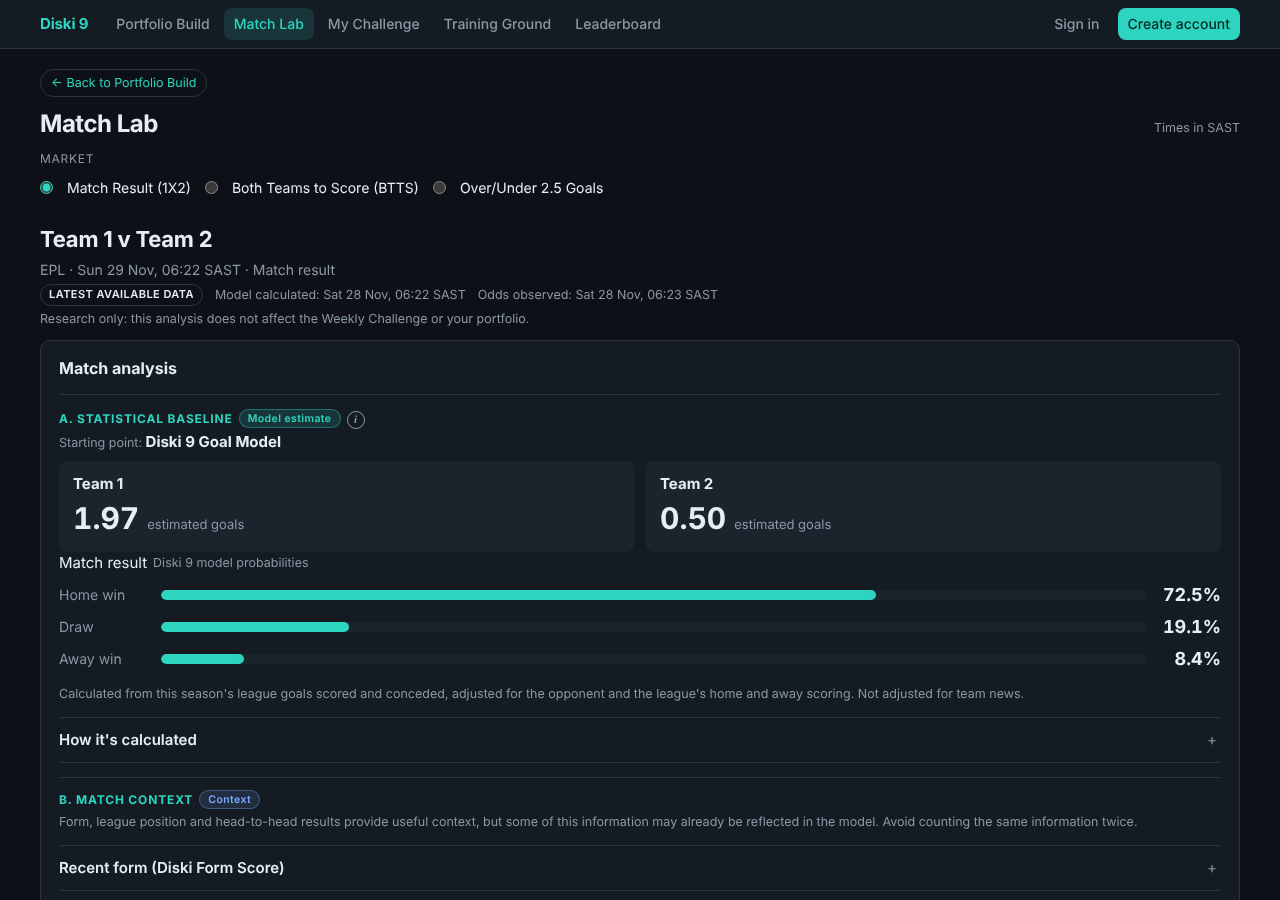 Diski 9 Portfolio Build Match Lab My Challenge Training Ground Leaderboard Sign in Create account
← Back to Portfolio Build
Match Lab
Times in SAST
MARKET
Match Result (1X2) Both Teams to Score (BTTS) Over/Under 2.5 Goals
Team 1 v Team 2
EPL · Sun 29 Nov, 06:22 SAST · Match result
LATEST AVAILABLE DATA Model calculated: Sat 28 Nov, 06:22 SAST Odds observed: Sat 28 Nov, 06:23 SAST
Research only: this analysis does not affect the Weekly Challenge or your portfolio.
Match analysis
A. STATISTICAL BASELINE Model estimate i
Starting point: Diski 9 Goal Model
Team 1
1.97 estimated goals
Team 2
0.50 estimated goals
Match result Diski 9 model probabilities
Home win 72.5%
Draw 19.1%
Away win 8.4%
Calculated from this season's league goals scored and conceded, adjusted for the opponent and the league's home and away scoring. Not adjusted for team news.
How it's calculated +
B. MATCH CONTEXT Context
Form, league position and head-to-head results provide useful context, but some of this information may already be reflected in the model. Avoid counting the same information twice.
Recent form (Diski Form Score) +